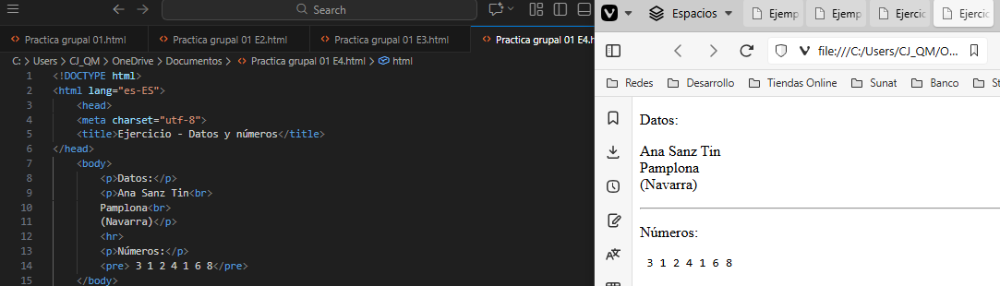 Search
Practica grupal 01.html
Practica grupal 01 E2.html
Practica grupal 01 E3.html
Practica grupal 01 E4.html
C: > Users > CJ_QM > OneDrive > Documentos > Practica grupal 01 E4.html > html
1 <!DOCTYPE html>
2 <html lang="es-ES">
3 <head>
4 <meta charset="utf-8">
5 <title>Ejercicio - Datos y números</title>
6 </head>
7 <body>
8 <p>Datos:</p>
9 <p>Ana Sanz Tin<br>
10 Pamplona<br>
11 (Navarra)</p>
12 <hr>
13 <p>Números:</p>
14 <pre> 3 1 2 4 1 6 8</pre>
15 </body>
Espacios
Ejemp
Ejemp
Ejercic
Ejercic
file:///C:/Users/CJ_QM/O...
Redes
Desarrollo
Tiendas Online
Sunat
Banco
St
Datos:
Ana Sanz Tin
Pamplona
(Navarra)
Números:
3 1 2 4 1 6 8